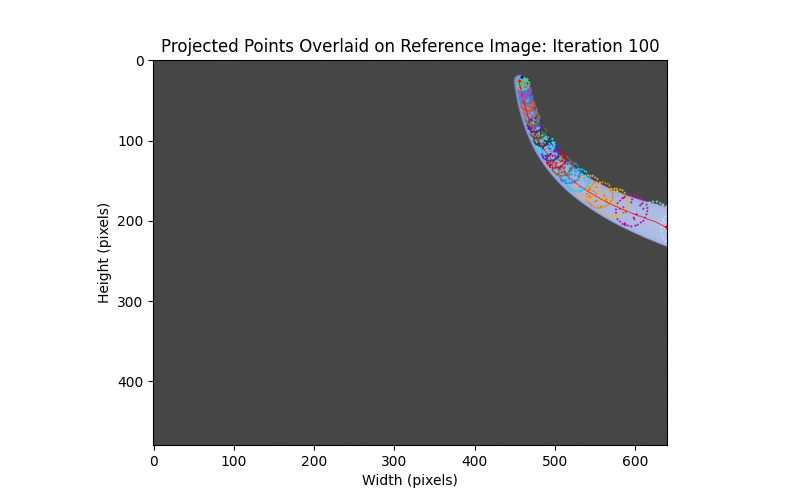 Projected Points Overlaid on Reference Image: Iteration 100
0
100
200
300
400
Height (pixels)
0 100 200 300 400 500 600
Width (pixels)